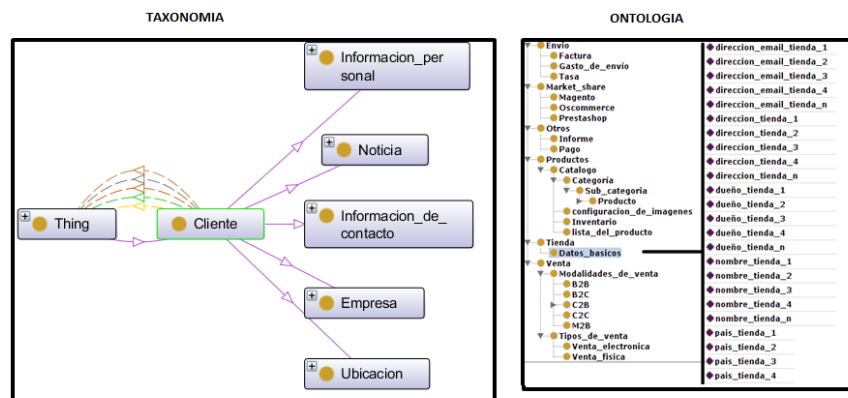 TAXONOMIA
Informacion_per
sonal
Noticia
Thing
Cliente
Informacion_de_
contacto
Empresa
Ubicacion
ONTOLOGIA
Envio
Factura
Gasto_de_envío
Tasa
Market_share
Magento
Oscommerce
Prestashop
Otros
Informe
Pago
Productos
Catalogo
Categoría
Sub_categoria
Producto
configuracion_de_imagenes
Inventario
lista_del_producto
Tienda
Datos_basicos
Venta
Modalidades_de_venta
B2B
B2C
C2B
C2C
M2B
Tipos_de_venta
Venta_electronica
Venta_fisica
direccion_email_tienda_1
direccion_email_tienda_2
direccion_email_tienda_3
direccion_email_tienda_4
direccion_email_tienda_n
direccion_tienda_1
direccion_tienda_2
direccion_tienda_3
direccion_tienda_4
direccion_tienda_n
dueño_tienda_1
dueño_tienda_2
dueño_tienda_3
dueño_tienda_4
dueño_tienda_n
nombre_tienda_1
nombre_tienda_2
nombre_tienda_3
nombre_tienda_4
nombre_tienda_n
pais_tienda_1
pais_tienda_2
pais_tienda_3
pais_tienda_4